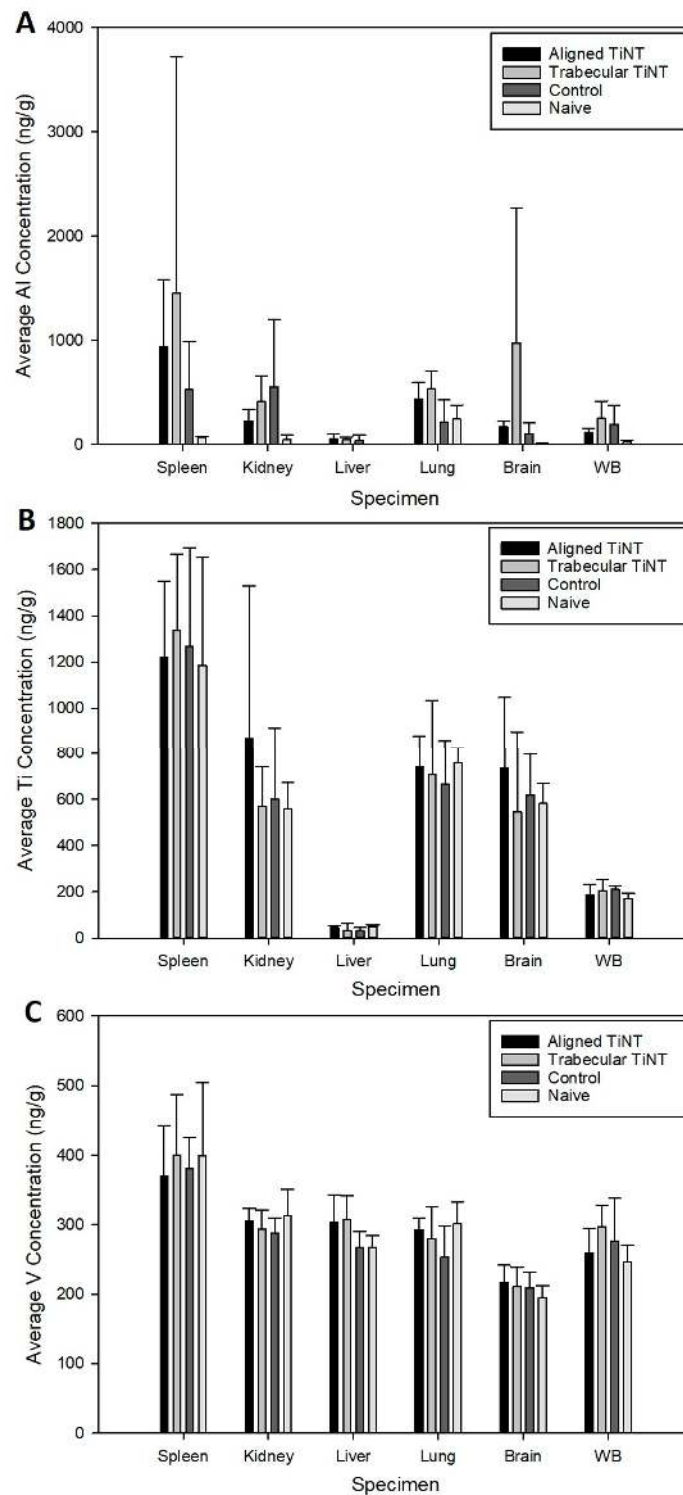 A
4000
3000
2000
1000
0
Average Al Concentration (ng/g)
Aligned TiNT
Trabecular TiNT
Control
Naive
Spleen Kidney Liver Lung Brain WB
Specimen
B
1800
1600
1400
1200
1000
800
600
400
200
0
Average Ti Concentration (ng/g)
Aligned TiNT
Trabecular TiNT
Control
Naive
Spleen Kidney Liver Lung Brain WB
Specimen
C
600
500
400
300
200
100
0
Average V Concentration (ng/g)
Aligned TiNT
Trabecular TiNT
Control
Naive
Spleen Kidney Liver Lung Brain WB
Specimen